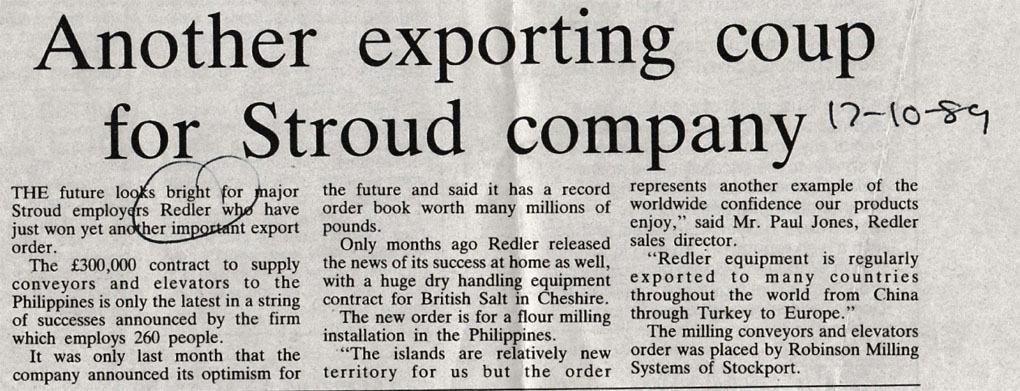 Another exporting coup
for Stroud company
17-10-89
THE future looks bright for major
Stroud employers Redler who have
just won yet another important export
order.
The £300,000 contract to supply
conveyors and elevators to the
Philippines is only the latest in a string
of successes announced by the firm
which employs 260 people.
It was only last month that the
company announced its optimism for
the future and said it has a record
order book worth many millions of
pounds.
Only months ago Redler released
the news of its success at home as well,
with a huge dry handling equipment
contract for British Salt in Cheshire.
The new order is for a flour milling
installation in the Philippines.
“The islands are relatively new
territory for us but the order
represents another example of the
worldwide confidence our products
enjoy,” said Mr. Paul Jones, Redler
sales director.
“Redler equipment is regularly
exported to many countries
throughout the world from China
through Turkey to Europe.”
The milling conveyors and elevators
order was placed by Robinson Milling
Systems of Stockport.